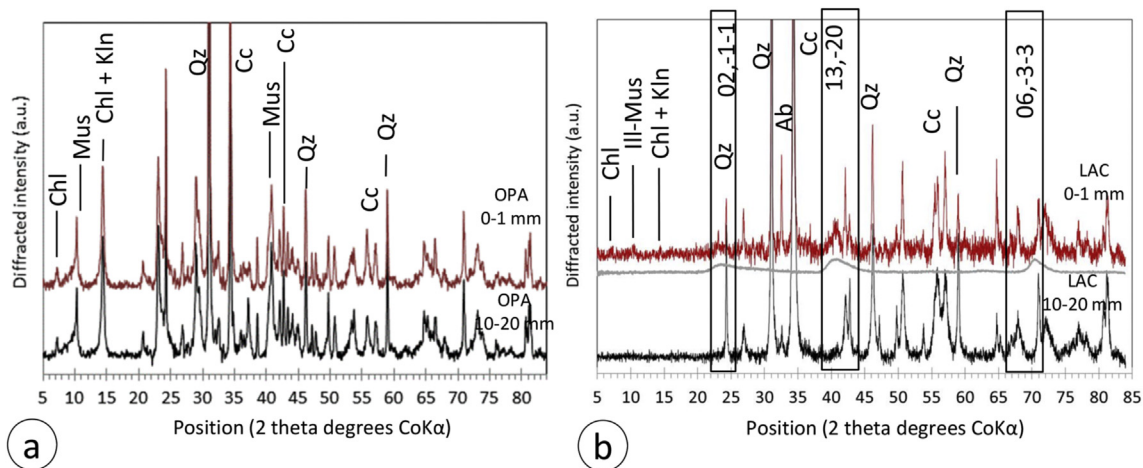 Diffracted intensity (a.u.)
Chl
Mus
Chl + Kln
Qz
Cc
Cc
Mus
Qz
Cc
Qz
OPA
0-1 mm
OPA
10-20 mm
5 10 15 20 25 30 35 40 45 50 55 60 65 70 75 80
Position (2 theta degrees CoKα)
a
Diffracted intensity (a.u.)
Chl
Ill-Mus
Chl + Kln
Qz
02,-1-1
Qz
Ab
Cc
13,-20
Qz
Cc
Qz
06,-3-3
LAC
0-1 mm
LAC
10-20 mm
5 10 15 20 25 30 35 40 45 50 55 60 65 70 75 80 85
Position (2 theta degrees CoKα)
b